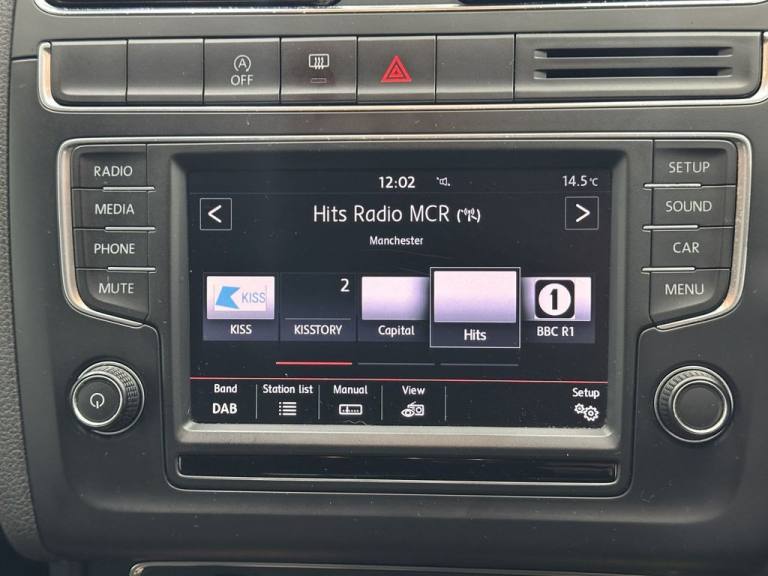 A
OFF
RADIO
MEDIA
PHONE
MUTE
12:02
14.5°C
< Hits Radio MCR >
Manchester
KISS
2
1
KISS
KISSTORY
Capital
Hits
BBC R1
Band
Station list
Manual
View
Setup
DAB
SETUP
SOUND
CAR
MENU